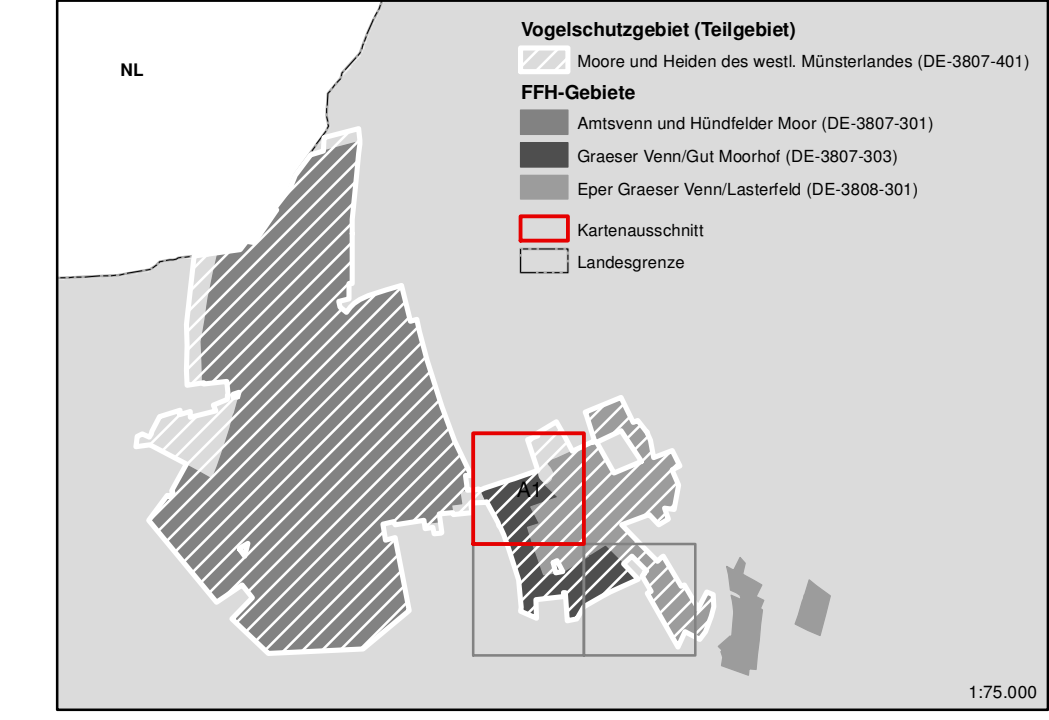 NL
Vogelschutzgebiet (Teilgebiet)
Moore und Heiden des westl. Münsterlandes (DE-3807-401)
FFH-Gebiete
Amtsvenn und Hündfelder Moor (DE-3807-301)
Graeser Venn/Gut Moorhof (DE-3807-303)
Eper Graeser Venn/Lasterfeld (DE-3808-301)
Kartenausschnitt
Landesgrenze
A1
1:75.000